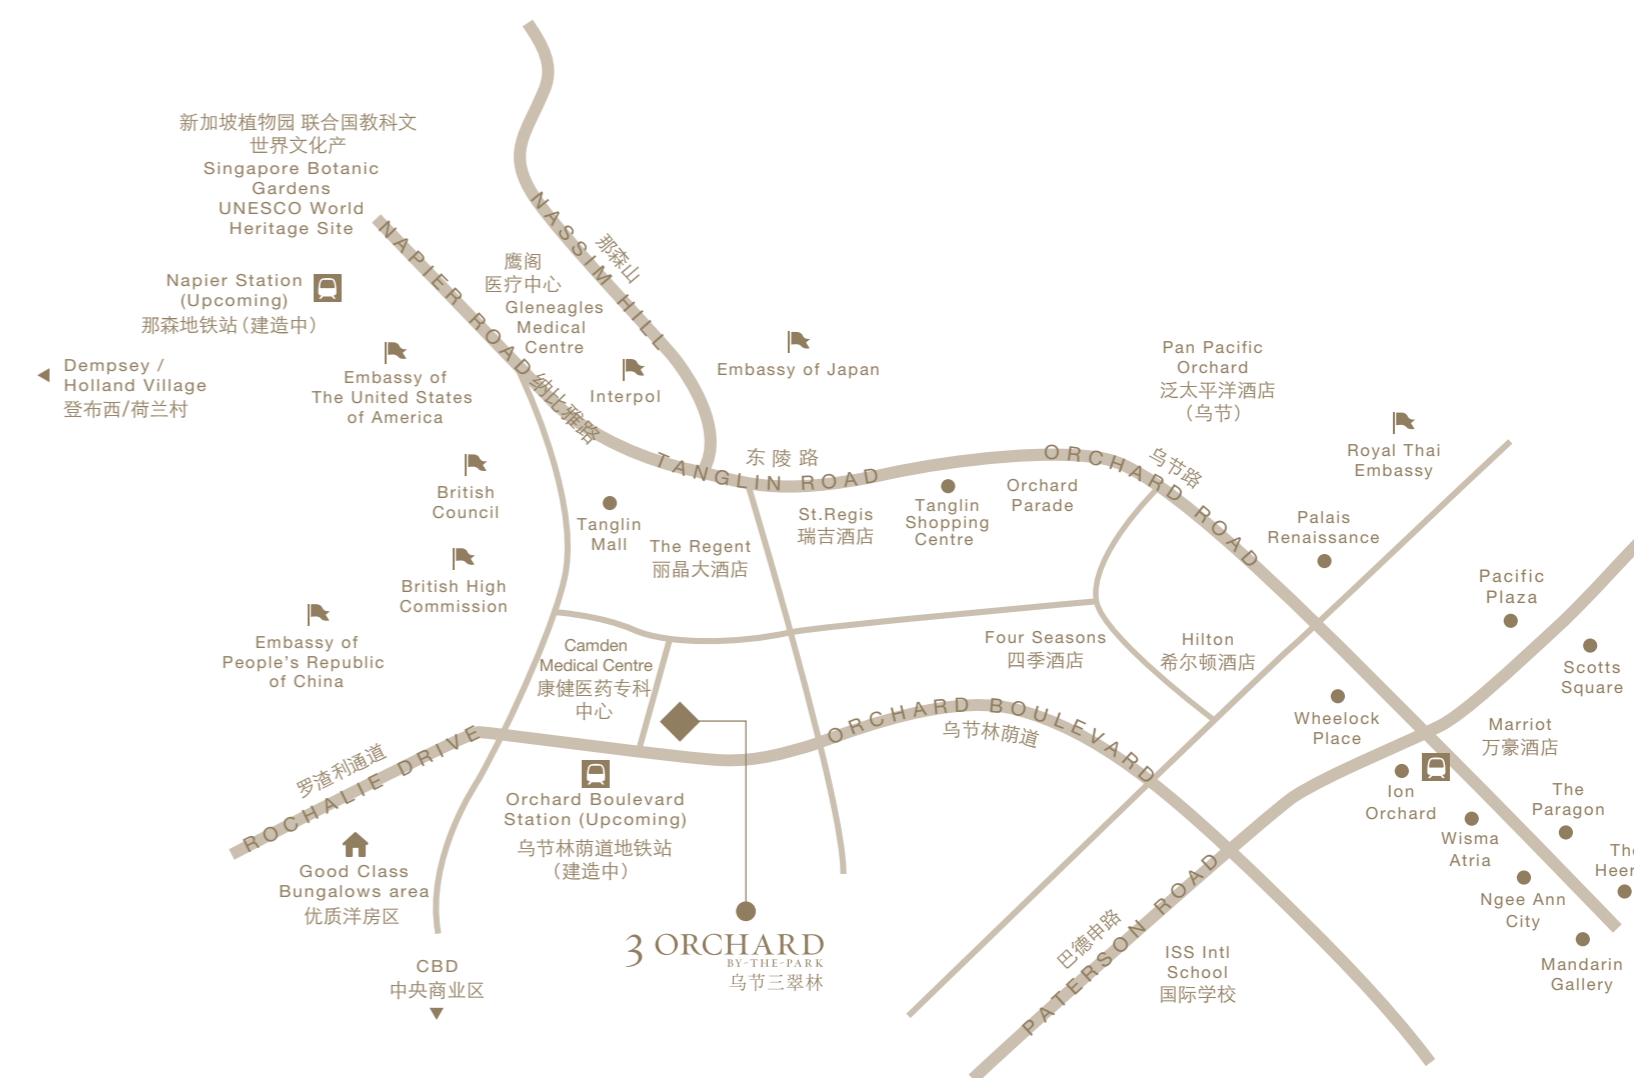 新加坡植物园 联合国教科文
世界文化产
Singapore Botanic
Gardens
UNESCO World
Heritage Site
Napier Station
(Upcoming)
那森地铁站（建造中）
Dempsey /
Holland Village
登布西/荷兰村
NAPIER ROAD 纳比雅路
NASSIM HILL
那森山
鹰阁
医疗中心
Gleneagles
Medical
Centre
Interpol
Embassy of
The United States
of America
British
Council
British High
Commission
Embassy of
People's Republic
of China
Embassy of Japan
TANGLIN ROAD
东陵路
Tanglin
Mall
The Regent
丽晶大酒店
St.Regis
瑞吉酒店
Tanglin
Shopping
Centre
Orchard
Parade
Pan Pacific
Orchard
泛太平洋酒店
（乌节）
ORCHARD ROAD
乌节路
Royal Thai
Embassy
Palais
Renaissance
Pacific
Plaza
Scotts
Square
Four Seasons
四季酒店
Hilton
希尔顿酒店
Wheelock
Place
Marriot
万豪酒店
Ion
Orchard
Wisma
Atria
The
Paragon
Ngee Ann
City
Mandarin
Gallery
Camden
Medical Centre
康健医药专科
中心
ORCHARD BOULEVARD
乌节林荫道
罗渣利通道
ROCHALIE DRIVE
Good Class
Bungalows area
优质洋房区
Orchard Boulevard
Station (Upcoming)
乌节林荫道地铁站
（建造中）
CBD
中央商业区
3 ORCHARD
BY-THE-PARK
乌节三翠林
巴德申路
PATERSON ROAD
ISS Intl
School
国际学校